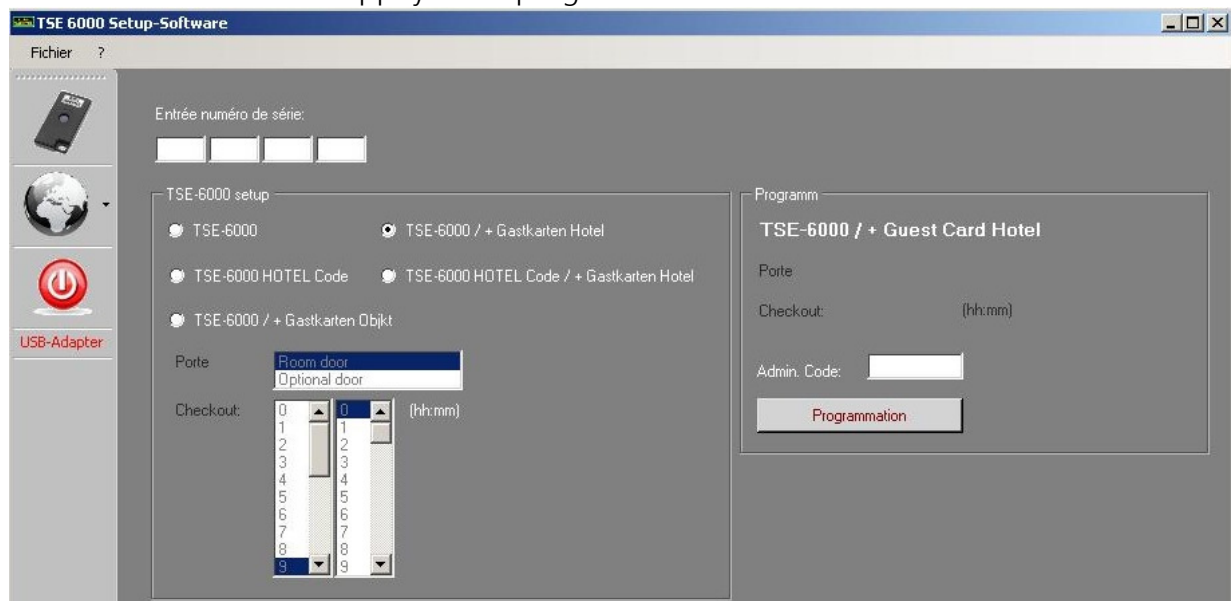 TSE 6000 Setup-Software
Fichier ?
Entrée numéro de série:
TSE-6000 setup
TSE-6000
TSE-6000 / + Gastkarten Hotel
TSE-6000 HOTEL Code
TSE-6000 HOTEL Code / + Gastkarten Hotel
TSE-6000 / + Gastkarten Objkt
Porte
Room door
Optional door
Checkout:
0 0 (hh:mm)
1 1
2 2
3 3
4 4
5 5
6 6
7 7
8 8
9 9
Programm
TSE-6000 / + Guest Card Hotel
Porte
Checkout: (hh:mm)
Admin. Code:
Programmation
USB-Adapter